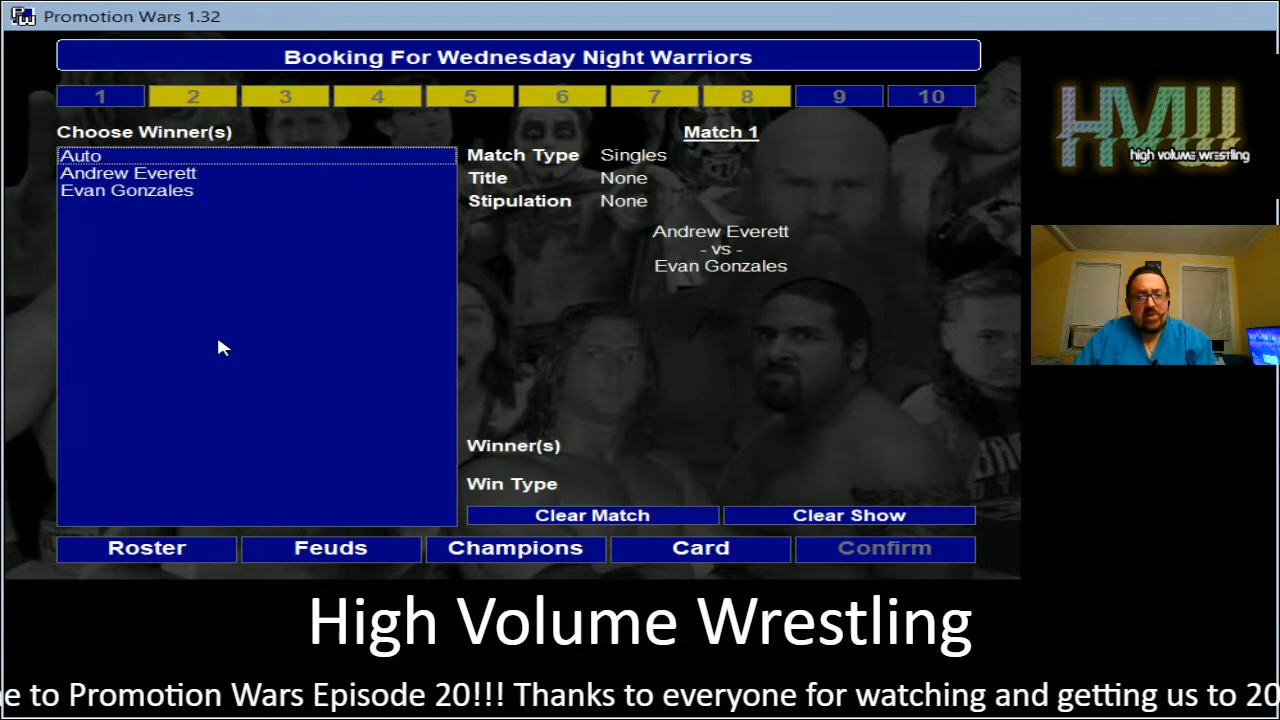 Promotion Wars 1.32
Booking For Wednesday Night Warriors
1 2 3 4 5 6 7 8 9 10
Choose Winner(s)
Auto
Andrew Everett
Evan Gonzales
Match 1
Match Type Singles
Title None
Stipulation None
Andrew Everett
- vs -
Evan Gonzales
Winner(s)
Win Type
Clear Match Clear Show
Roster Feuds Champions Card Confirm
HVW
high volume wrestling
High Volume Wrestling
e to Promotion Wars Episode 20!!! Thanks to everyone for watching and getting us to 20